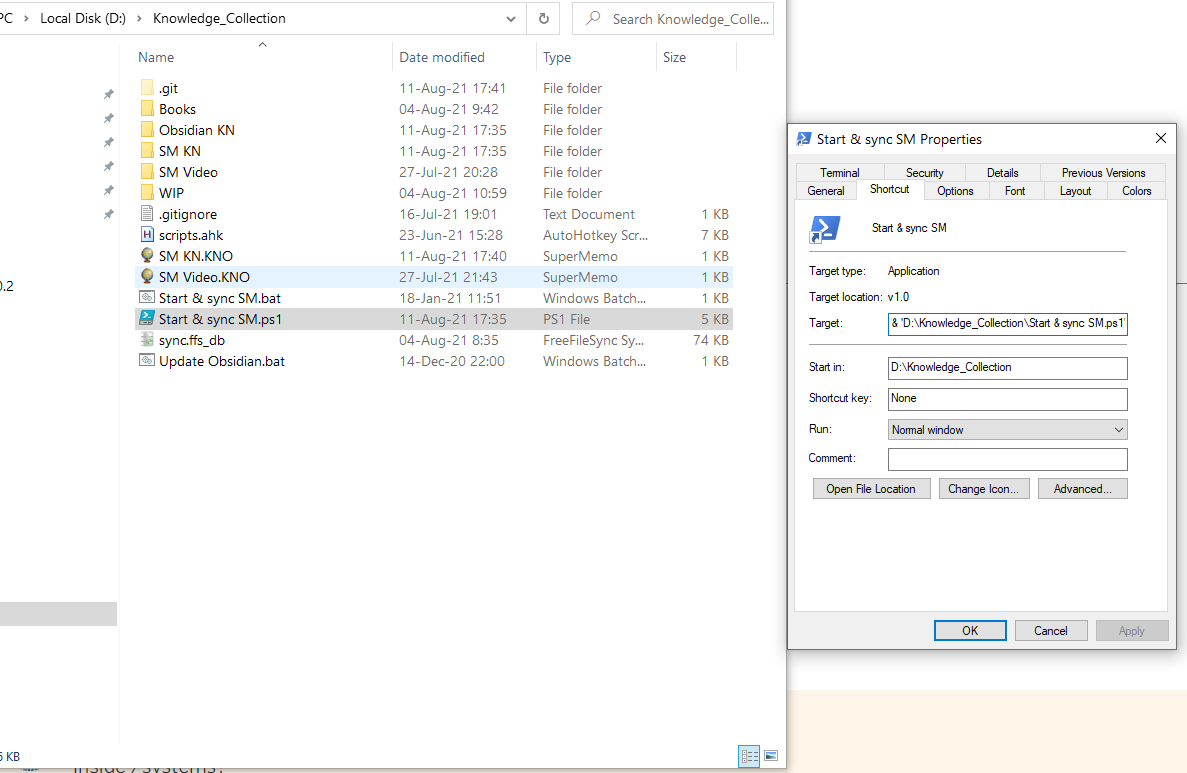 PC > Local Disk (D:) > Knowledge_Collection
Search Knowledge_Colle...
Name Date modified Type Size
.git 11-Aug-21 17:41 File folder
Books 04-Aug-21 9:42 File folder
Obsidian KN 11-Aug-21 17:35 File folder
SM KN 11-Aug-21 17:35 File folder
SM Video 27-Jul-21 20:28 File folder
WIP 04-Aug-21 10:59 File folder
.gitignore 16-Jul-21 19:01 Text Document 1 KB
scripts.ahk 23-Jun-21 15:28 AutoHotkey Scr... 7 KB
SM KN.KNO 11-Aug-21 17:40 SuperMemo 1 KB
SM Video.KNO 27-Jul-21 21:43 SuperMemo 1 KB
Start & sync SM.bat 18-Jan-21 11:51 Windows Batch... 1 KB
Start & sync SM.ps1 11-Aug-21 17:35 PS1 File 5 KB
sync.ffs_db 04-Aug-21 8:35 FreeFileSync Sy... 74 KB
Update Obsidian.bat 14-Dec-20 22:00 Windows Batch... 1 KB
0.2
5 KB
Start & sync SM Properties
Terminal Security Details Previous Versions
General Shortcut Options Font Layout Colors
Start & sync SM
Target type: Application
Target location: v1.0
Target: & 'D:\Knowledge_Collection\Start & sync SM.ps1'
Start in: D:\Knowledge_Collection
Shortcut key: None
Run: Normal window
Comment:
Open File Location Change Icon... Advanced...
OK Cancel Apply